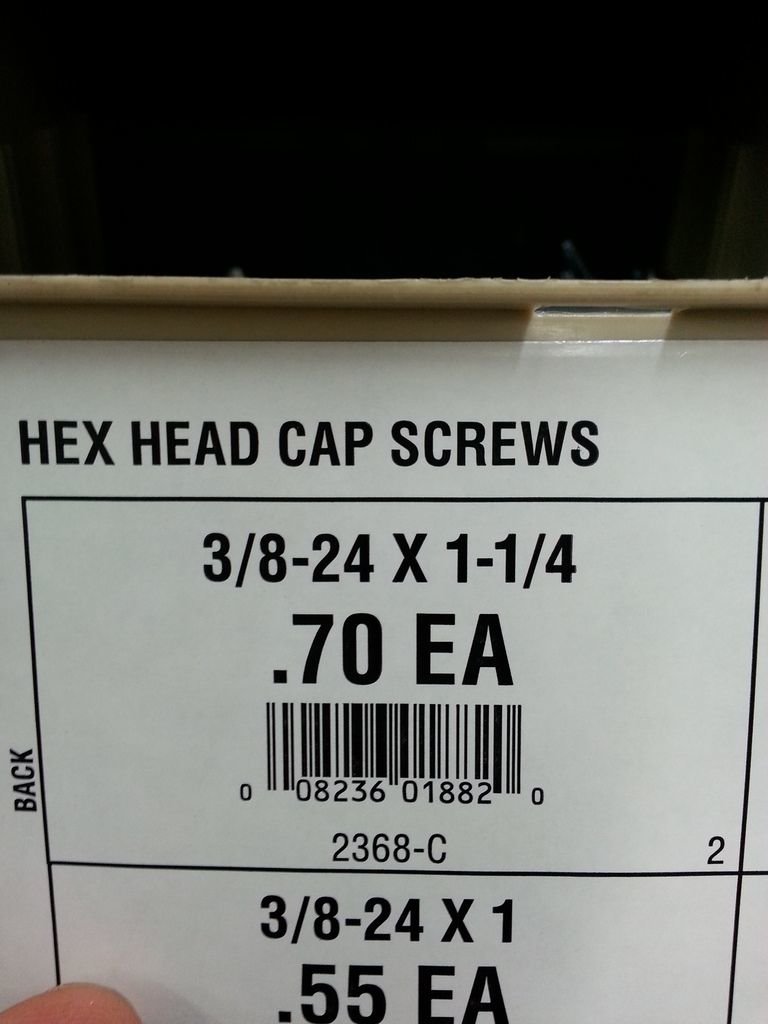 HEX HEAD CAP SCREWS
3/8-24 X 1-1/4
.70 EA
0 08236 01882 0
BACK
2368-C 2
3/8-24 X 1
.55 EA